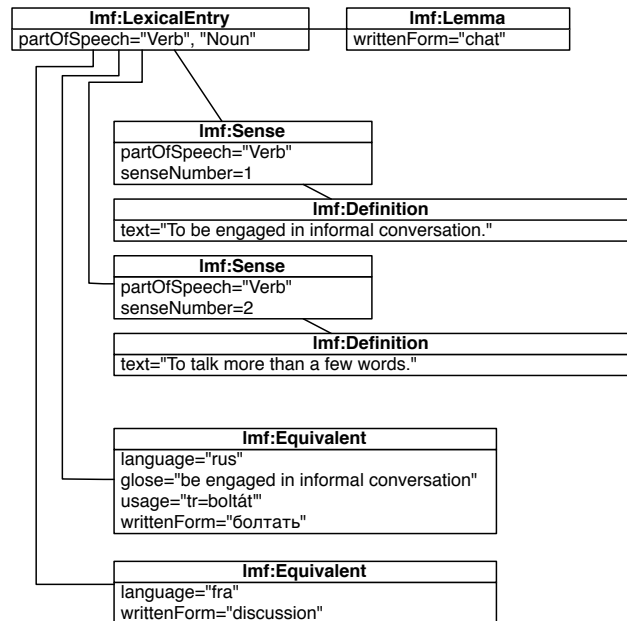 lmf:LexicalEntry
partOfSpeech="Verb", "Noun"
lmf:Lemma
writtenForm="chat"
lmf:Sense
partOfSpeech="Verb"
senseNumber=1
lmf:Definition
text="To be engaged in informal conversation."
lmf:Sense
partOfSpeech="Verb"
senseNumber=2
lmf:Definition
text="To talk more than a few words."
lmf:Equivalent
language="rus"
glose="be engaged in informal conversation"
usage="tr=boltát'"
writtenForm="болтать"
lmf:Equivalent
language="fra"
writtenForm="discussion"